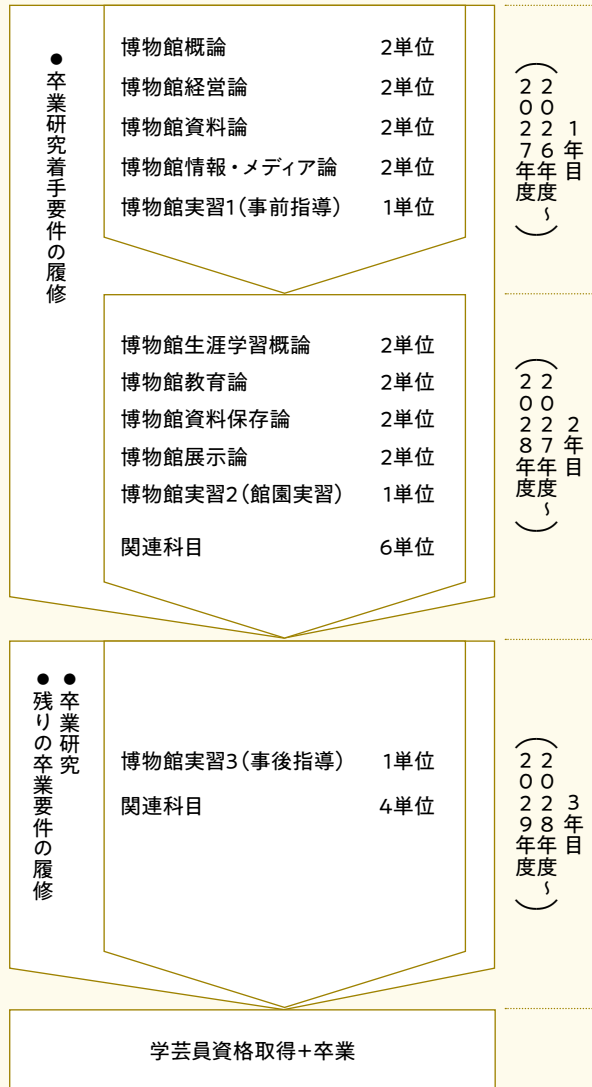 ●卒業研究着手要件の履修
博物館概論 2単位
博物館経営論 2単位
博物館資料論 2単位
博物館情報・メディア論 2単位
博物館実習1(事前指導) 1単位
1年目
(2026年度~
2027年度)
博物館生涯学習概論 2単位
博物館教育論 2単位
博物館資料保存論 2単位
博物館展示論 2単位
博物館実習2(館園実習) 1単位
関連科目 6単位
2年目
(2027年度~
2028年度)
●卒業研究
●残りの卒業要件の履修
博物館実習3(事後指導) 1単位
関連科目 4単位
3年目
(2028年度~
2029年度)
学芸員資格取得+卒業